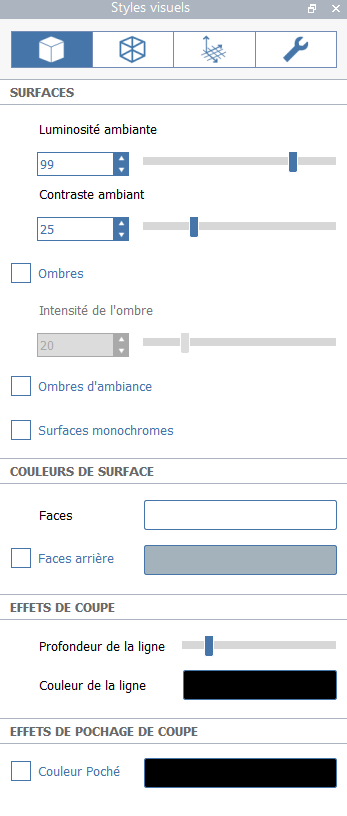 Styles visuels
SURFACES
Luminosité ambiante
99
Contraste ambiant
25
Ombres
Intensité de l'ombre
20
Ombres d'ambiance
Surfaces monochromes
COULEURS DE SURFACE
Faces
Faces arrière
EFFETS DE COUPE
Profondeur de la ligne
Couleur de la ligne
EFFETS DE POCHAGE DE COUPE
Couleur Poché